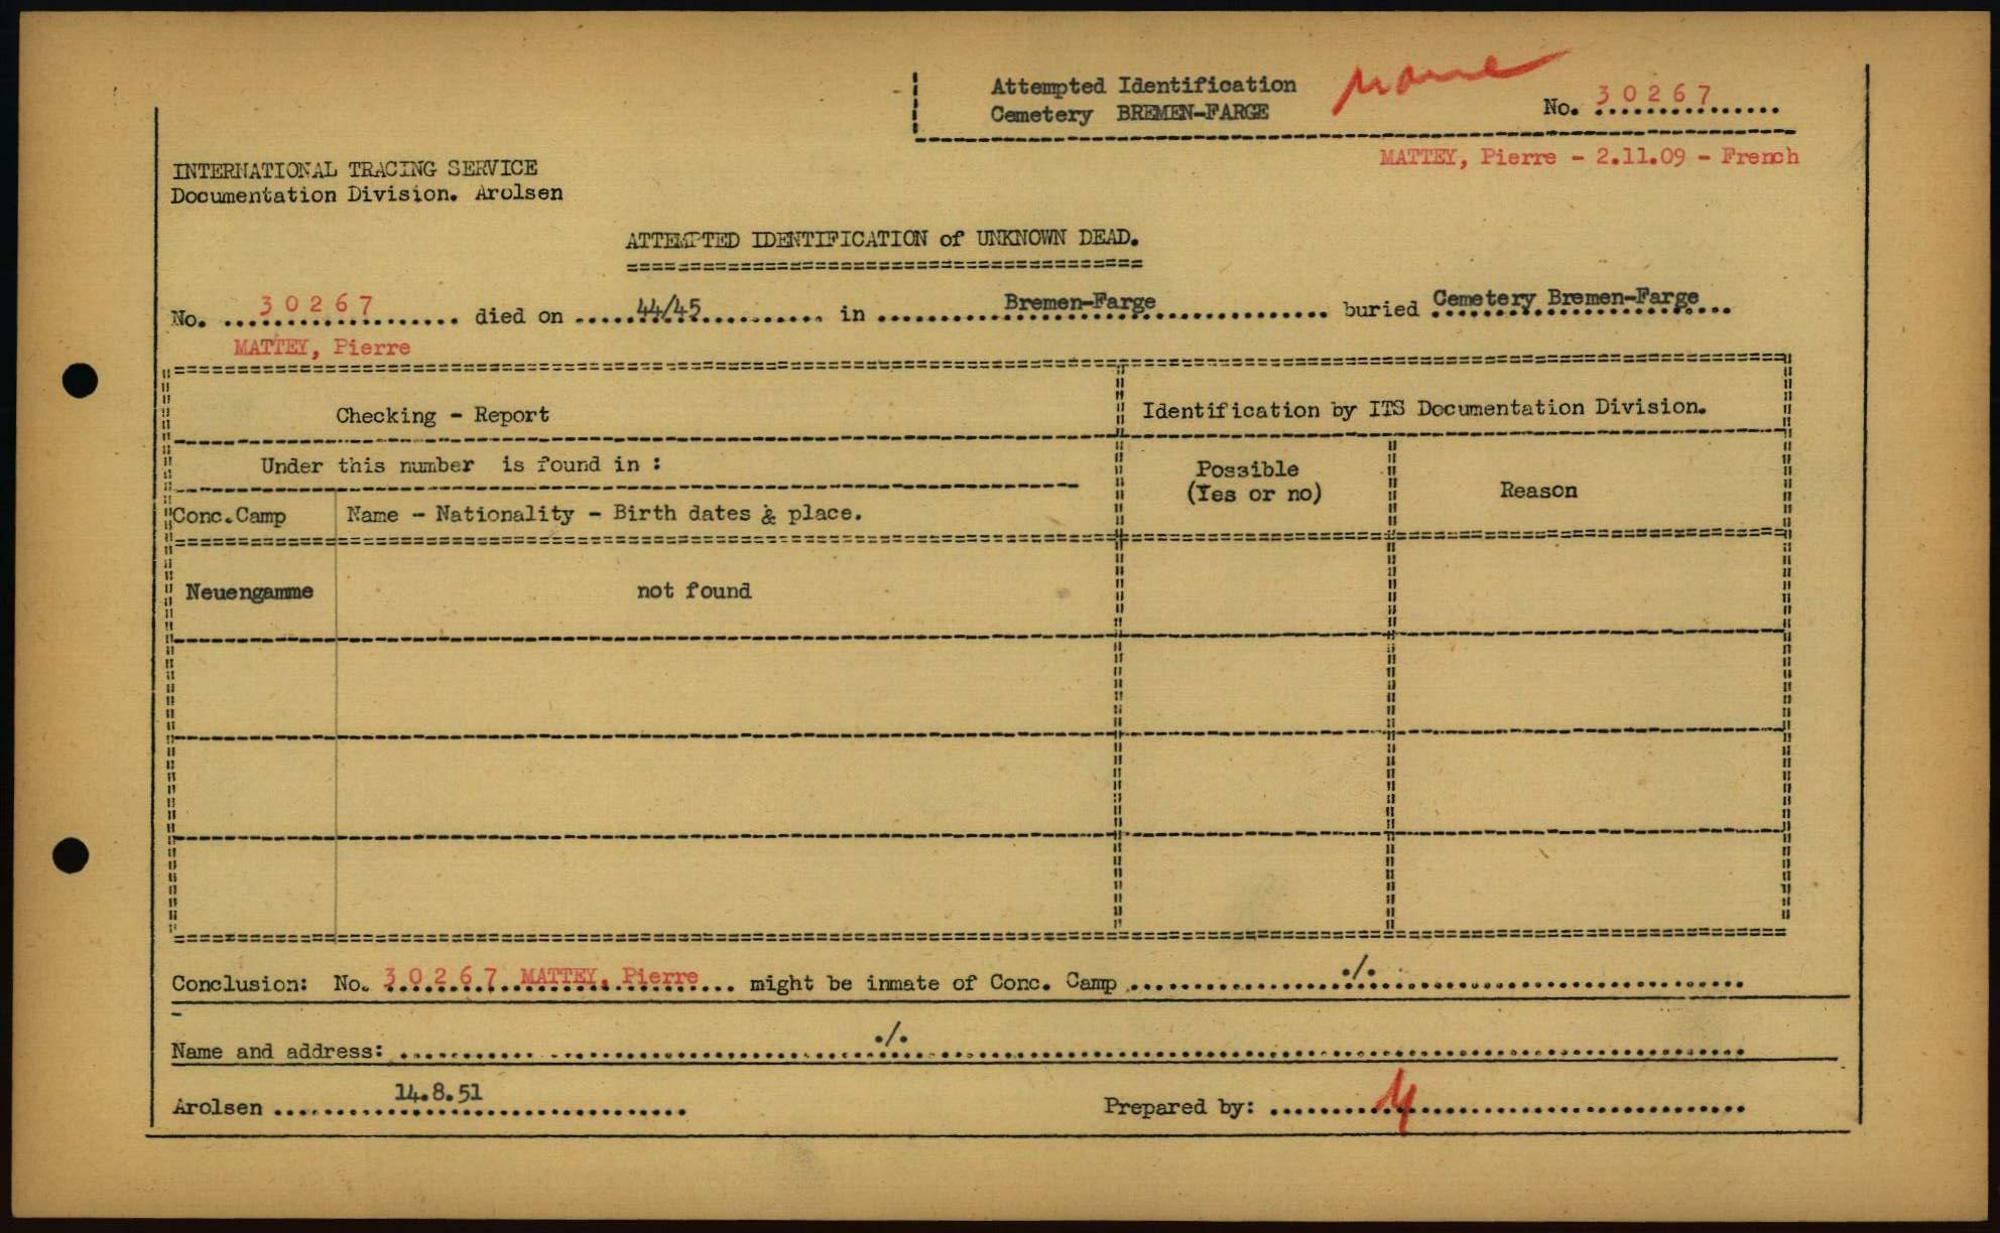 Attempted Identification
Cemetery BREMEN-FARGE
No. 30267
MATTEY, Pierre - 2.11.09 - French
INTERNATIONAL TRACING SERVICE
Documentation Division. Arolsen
ATTEMPTED IDENTIFICATION of UNKNOWN DEAD.
No. 30267 died on 44/45 in Bremen-Farge buried Cemetery Bremen-Farge
MATTEY, Pierre
Checking - Report
Identification by ITS Documentation Division.
Under this number is found in :
Possible
(Yes or no)
Reason
Conc.Camp
Name - Nationality - Birth dates & place.
Neuengamme
not found
Conclusion: No. 30267 MATTEY, Pierre might be inmate of Conc. Camp ./.
Name and address: ./.
Arolsen 14.8.51
Prepared by: